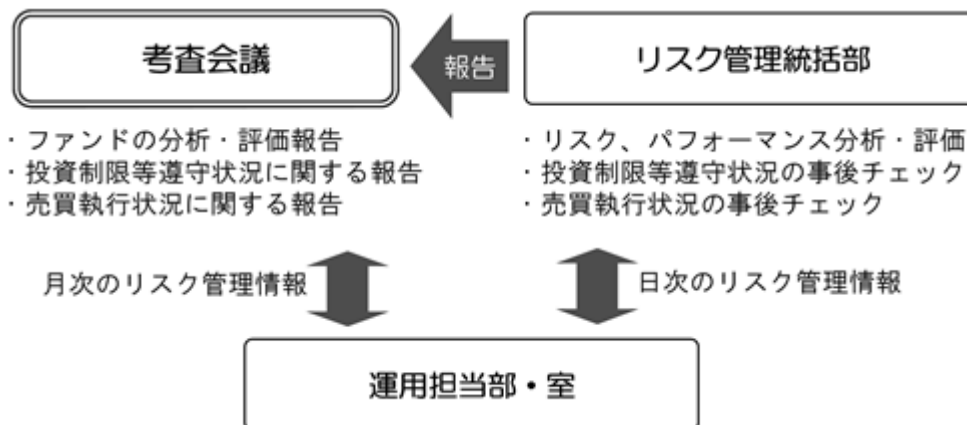 考査会議
報告
リスク管理統括部
・ファンドの分析・評価報告
・投資制限等遵守状況に関する報告
・売買執行状況に関する報告
・リスク、パフォーマンス分析・評価
・投資制限等遵守状況の事後チェック
・売買執行状況の事後チェック
月次のリスク管理情報
日次のリスク管理情報
運用担当部・室